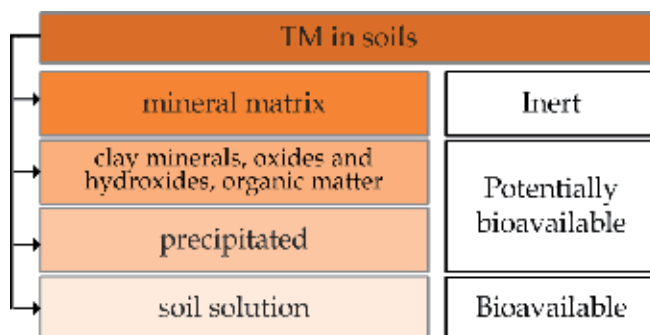 TM in soils
mineral matrix
Inert
clay minerals, oxides and
hydroxides, organic matter
Potentially
bioavailable
precipitated
soil solution
Bioavailable